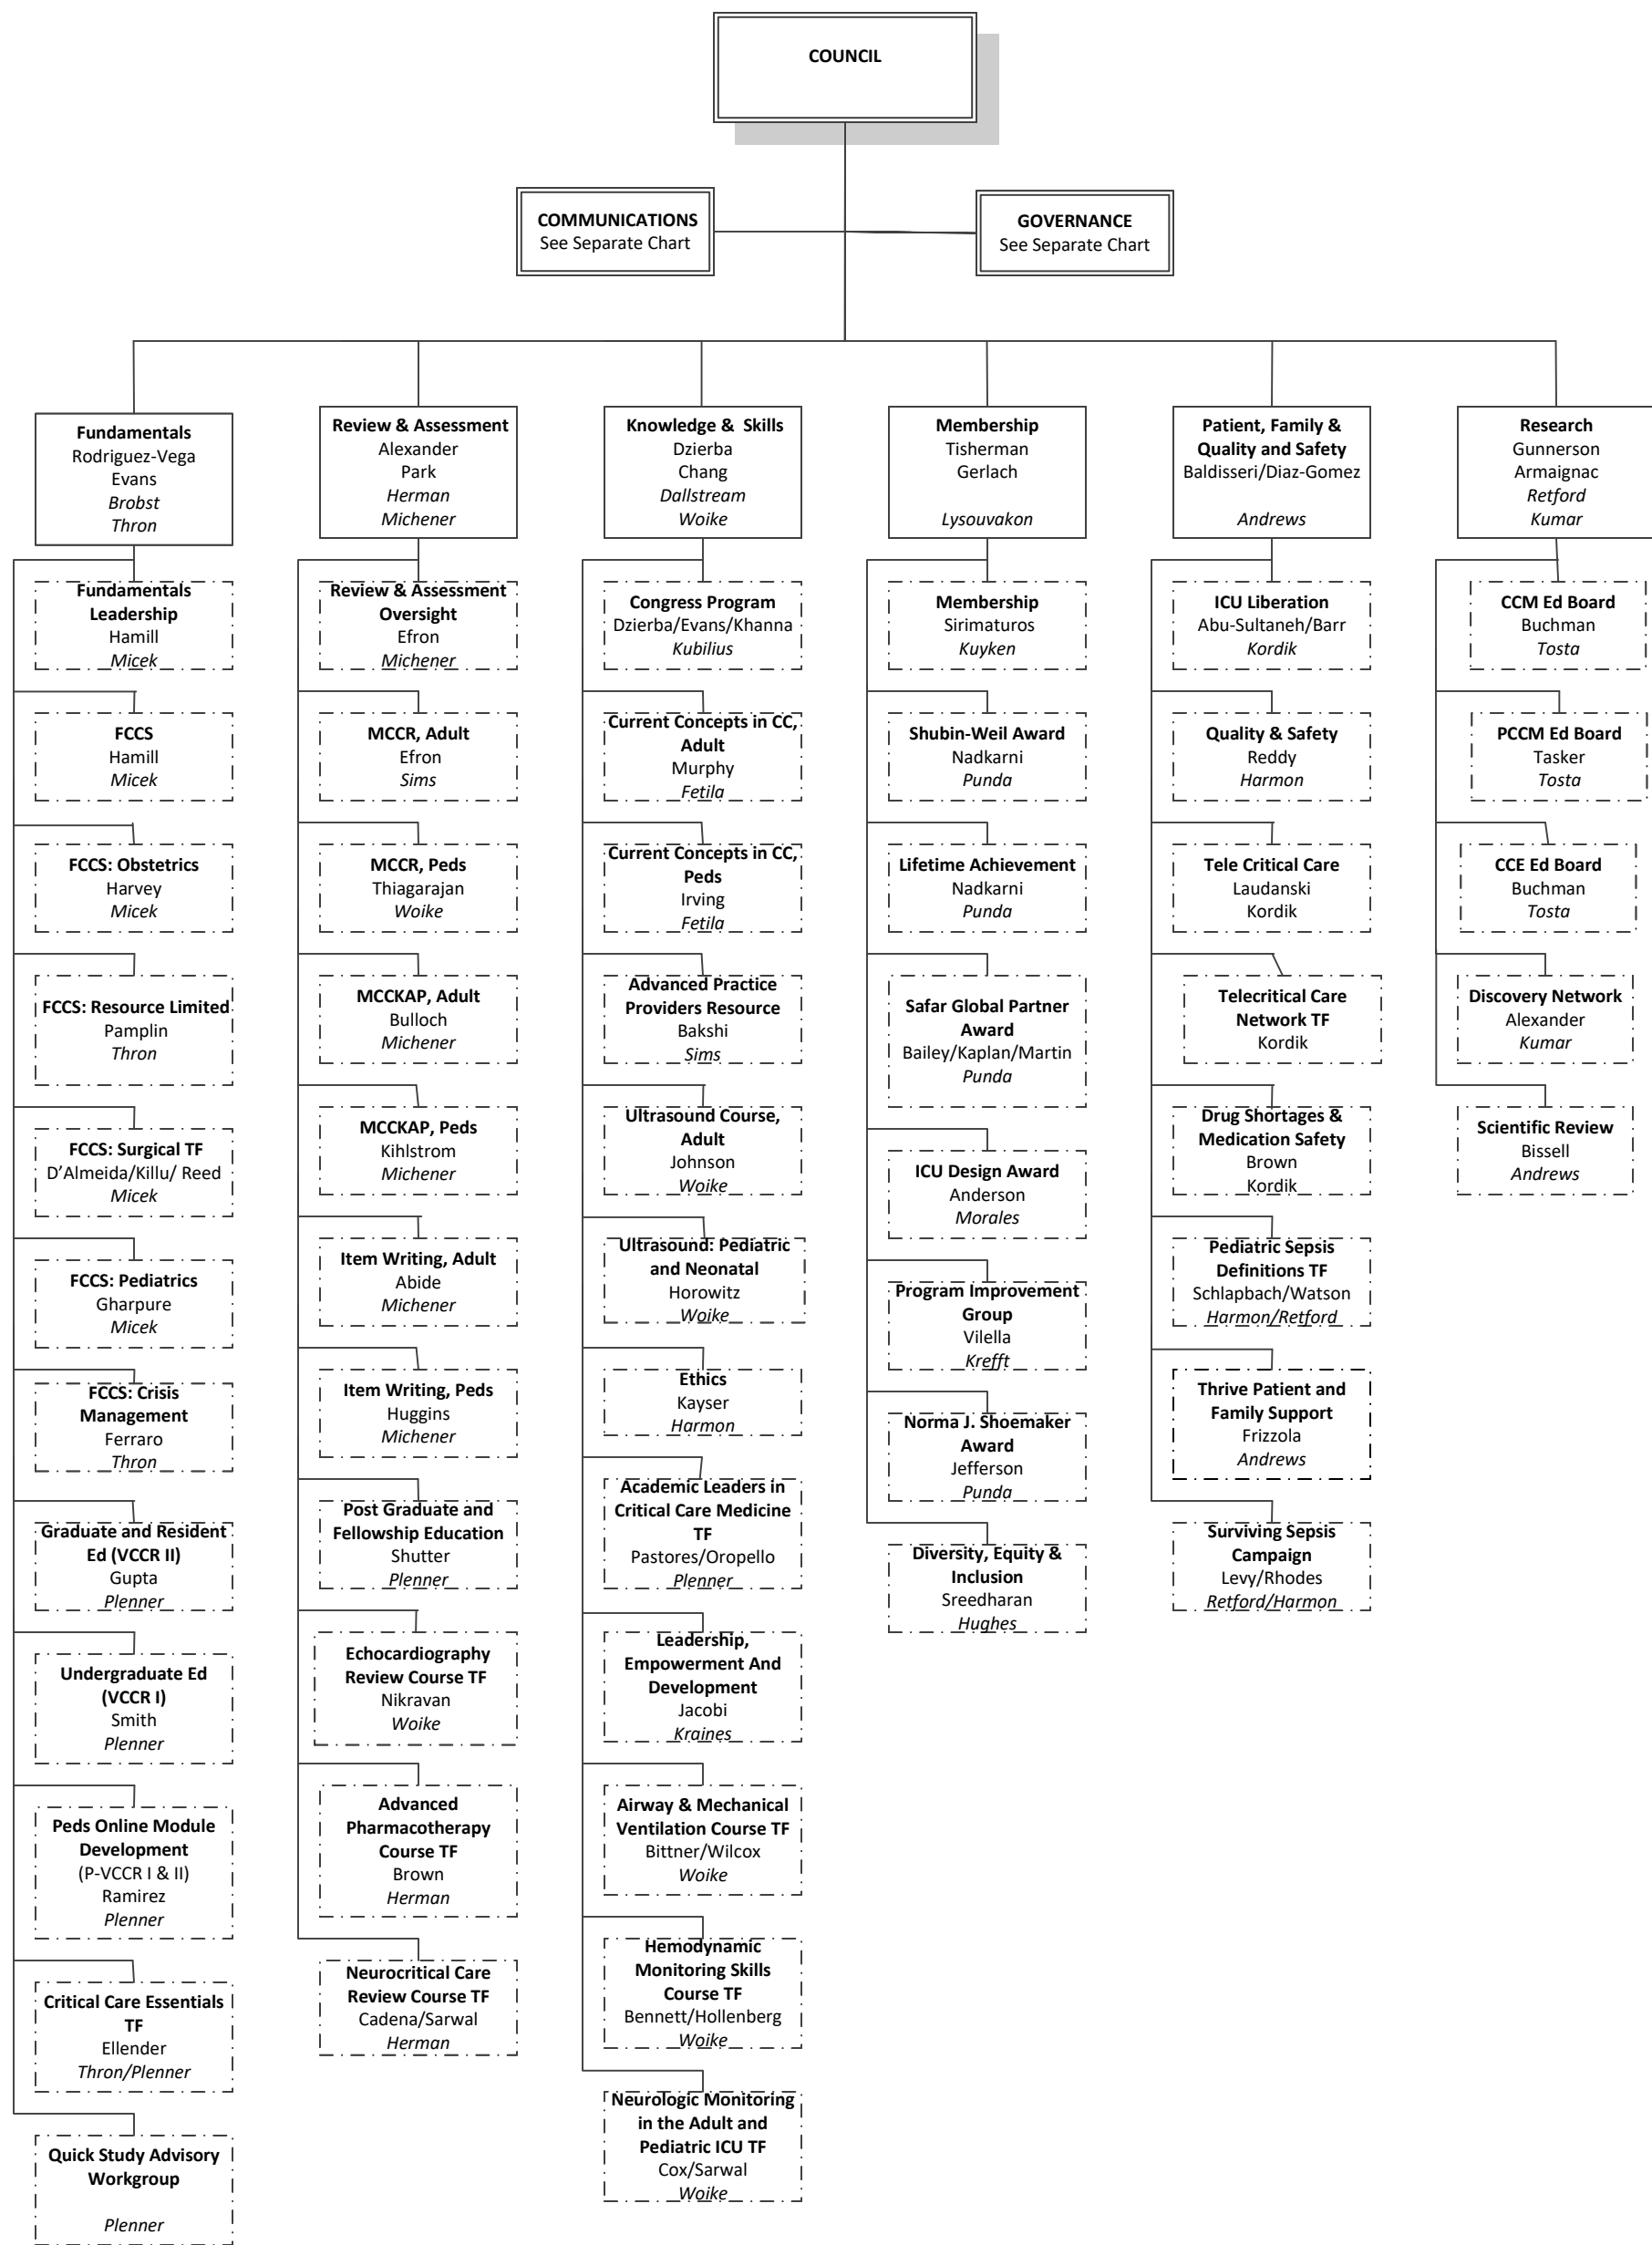 COUNCIL
COMMUNICATIONS
See Separate Chart
GOVERNANCE
See Separate Chart
Fundamentals
Rodriguez-Vega
Evans
Brobst
Thron
Fundamentals
Leadership
Hamill
Micek
FCCS
Hamill
Micek
FCCS: Obstetrics
Harvey
Micek
FCCS: Resource Limited
Pamplin
Thron
FCCS: Surgical TF
D'Almeida/Killu/ Reed
Micek
FCCS: Pediatrics
Gharpure
Micek
FCCS: Crisis
Management
Ferraro
Thron
Graduate and Resident
Ed (VCCR II)
Gupta
Plenner
Undergraduate Ed
(VCCR I)
Smith
Plenner
Peds Online Module
Development
(P-VCCR I & II)
Ramirez
Plenner
Critical Care Essentials
TF
Ellender
Thron/Plenner
Quick Study Advisory
Workgroup
Plenner
Review & Assessment
Alexander
Park
Herman
Michener
Review & Assessment
Oversight
Efron
Michener
MCCR, Adult
Efron
Sims
MCCR, Peds
Thiagarajan
Woike
MCCKAP, Adult
Bulloch
Michener
MCCKAP, Peds
Kihlstrom
Michener
Item Writing, Adult
Abide
Michener
Item Writing, Peds
Huggins
Michener
Post Graduate and
Fellowship Education
Shutter
Plenner
Echocardiography
Review Course TF
Nikravan
Woike
Advanced
Pharmacotherapy
Course TF
Brown
Herman
Neurocritical Care
Review Course TF
Cadena/Sarwal
Herman
Knowledge & Skills
Dzierba
Chang
Dallstream
Woike
Congress Program
Dzierba/Evans/Khanna
Kubilius
Current Concepts in CC,
Adult
Murphy
Fetila
Current Concepts in CC,
Peds
Irving
Fetila
Advanced Practice
Providers Resource
Bakshi
Sims
Ultrasound Course,
Adult
Johnson
Woike
Ultrasound: Pediatric
and Neonatal
Horowitz
Woike
Ethics
Kayser
Harmon
Academic Leaders in
Critical Care Medicine
TF
Pastores/Oropello
Plenner
Leadership,
Empowerment And
Development
Jacobi
Kraines
Airway & Mechanical
Ventilation Course TF
Bittner/Wilcox
Woike
Hemodynamic
Monitoring Skills
Course TF
Bennett/Hollenberg
Woike
Neurologic Monitoring
in the Adult and
Pediatric ICU TF
Cox/Sarwal
Woike
Membership
Tisherman
Gerlach
Lysouvakon
Membership
Sirimaturos
Kuyken
Shubin-Weil Award
Nadkarni
Punda
Lifetime Achievement
Nadkarni
Punda
Safar Global Partner
Award
Bailey/Kaplan/Martin
Punda
ICU Design Award
Anderson
Morales
Program Improvement
Group
Vilella
Krefft
Norma J. Shoemaker
Award
Jefferson
Punda
Diversity, Equity &
Inclusion
Sreedharan
Hughes
Patient, Family &
Quality and Safety
Baldisseri/Diaz-Gomez
Andrews
ICU Liberation
Abu-Sultaneh/Barr
Kordik
Quality & Safety
Reddy
Harmon
Tele Critical Care
Laudanski
Kordik
Telecritical Care
Network TF
Kordik
Drug Shortages &
Medication Safety
Brown
Kordik
Pediatric Sepsis
Definitions TF
Schlapbach/Watson
Harmon/Retford
Thrive Patient and
Family Support
Frizzola
Andrews
Surviving Sepsis
Campaign
Levy/Rhodes
Retford/Harmon
Research
Gunnerson
Armaignac
Retford
Kumar
CCM Ed Board
Buchman
Tosta
PCCM Ed Board
Tasker
Tosta
CCE Ed Board
Buchman
Tosta
Discovery Network
Alexander
Kumar
Scientific Review
Bissell
Andrews